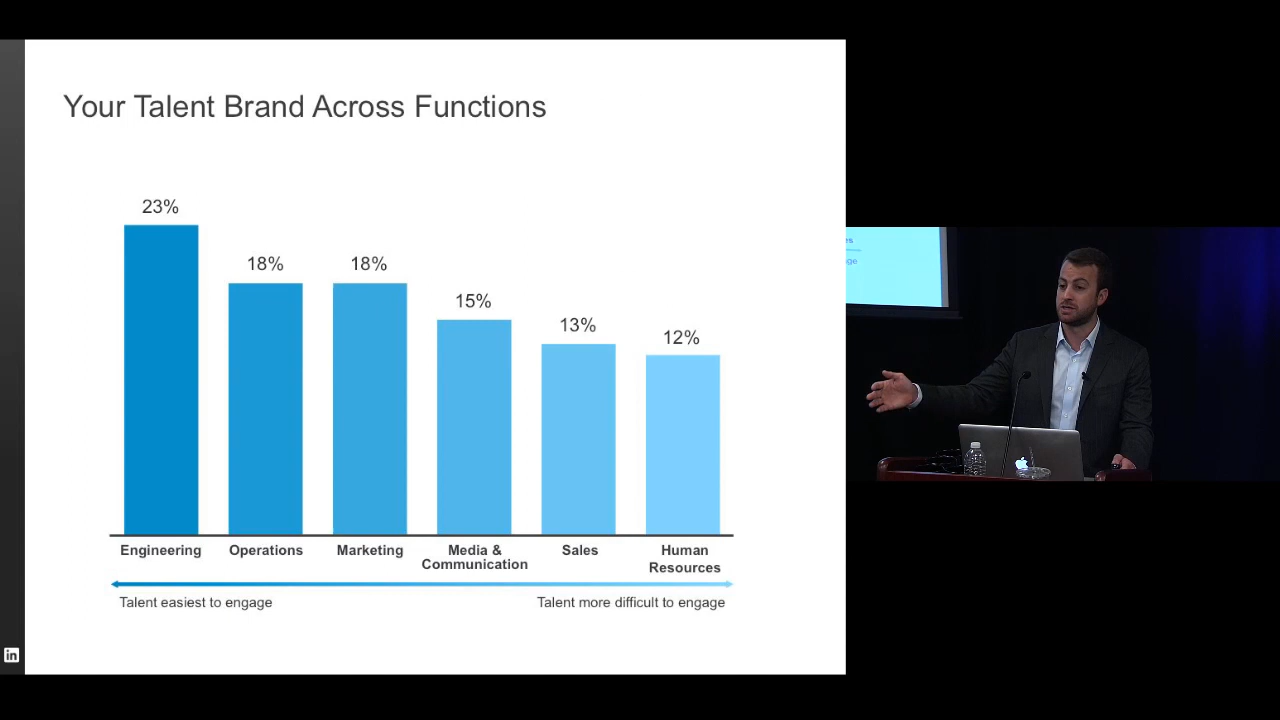 Your Talent Brand Across Functions
23%
18%
18%
15%
13%
12%
Engineering
Operations
Marketing
Media &
Communication
Sales
Human
Resources
Talent easiest to engage
Talent more difficult to engage
in